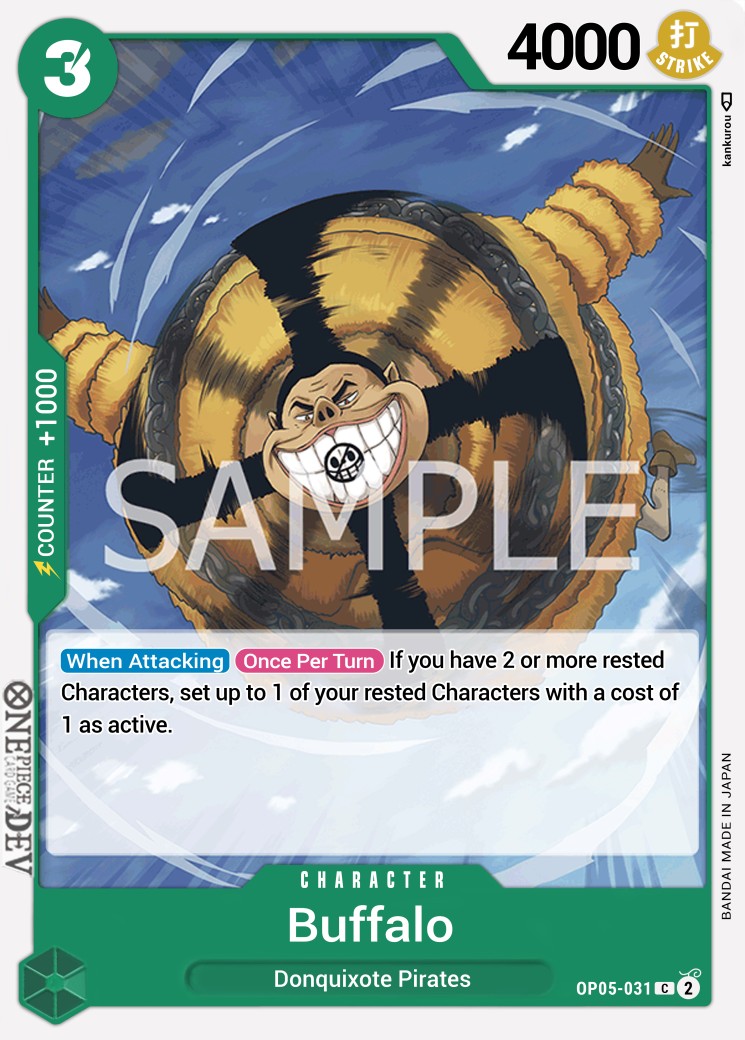 3
4000
打
STRIKE
kankurou
COUNTER +1000
SAMPLE
When Attacking Once Per Turn If you have 2 or more rested
Characters, set up to 1 of your rested Characters with a cost of
1 as active.
ONE PIECE
CARD GAME
.DEV
BANDAI MADE IN JAPAN
CHARACTER
Buffalo
Donquixote Pirates
OP05-031 C 2